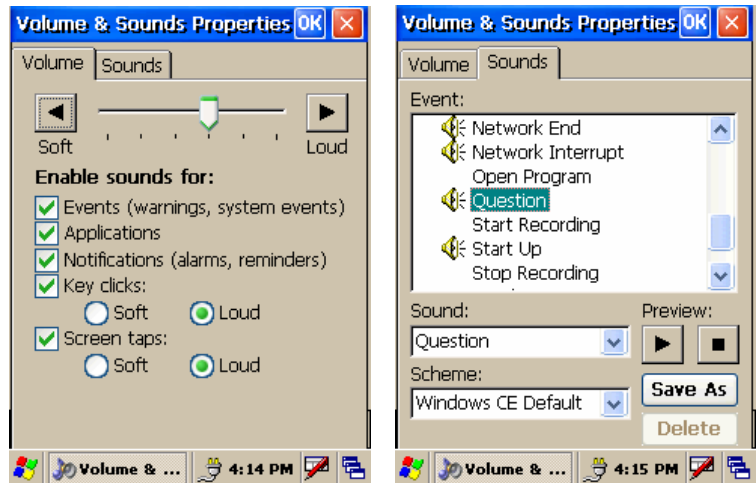 Volume & Sounds Properties OK
Volume Sounds
Soft Loud
Enable sounds for:
Events (warnings, system events)
Applications
Notifications (alarms, reminders)
Key clicks:
Soft Loud
Screen taps:
Soft Loud
Volume & ... 4:14 PM
Volume & Sounds Properties OK
Volume Sounds
Event:
Network End
Network Interrupt
Open Program
Question
Start Recording
Start Up
Stop Recording
Sound: Preview:
Question
Scheme:
Windows CE Default Save As
Delete
Volume & ... 4:15 PM